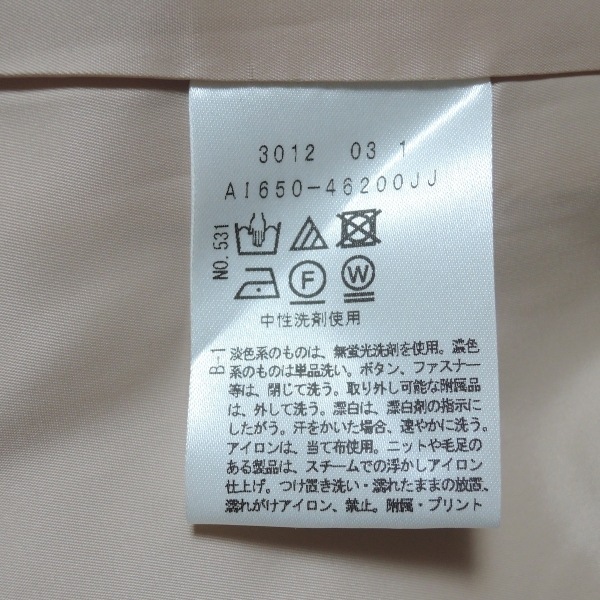 3012 03 1
AI650-46200JJ
NO.531
F
W
中性洗剤使用
B-1
淡色系のものは、無蛍光洗剤を使用。濃色
系のものは単品洗い。ボタン、ファスナー
等は、閉じて洗う。取り外し可能な附属品
は、外して洗う。漂白は、漂白剤の指示に
したがう。汗をかいた場合、速やかに洗う。
アイロンは、当て布使用。ニットや毛足の
ある製品は、スチームでの浮かしアイロン
仕上げ。つけ置き洗い・濡れたままの放置、
濡れがけアイロン、禁止。附属・プリント